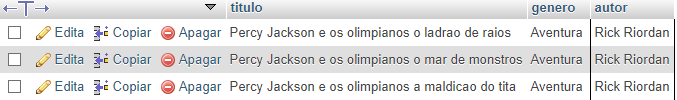 titulo genero autor
Edita Copiar Apagar Percy Jackson e os olimpianos o ladrao de raios Aventura Rick Riordan
Edita Copiar Apagar Percy Jackson e os olimpianos o mar de monstros Aventura Rick Riordan
Edita Copiar Apagar Percy Jackson e os olimpianos a maldicao do tita Aventura Rick Riordan